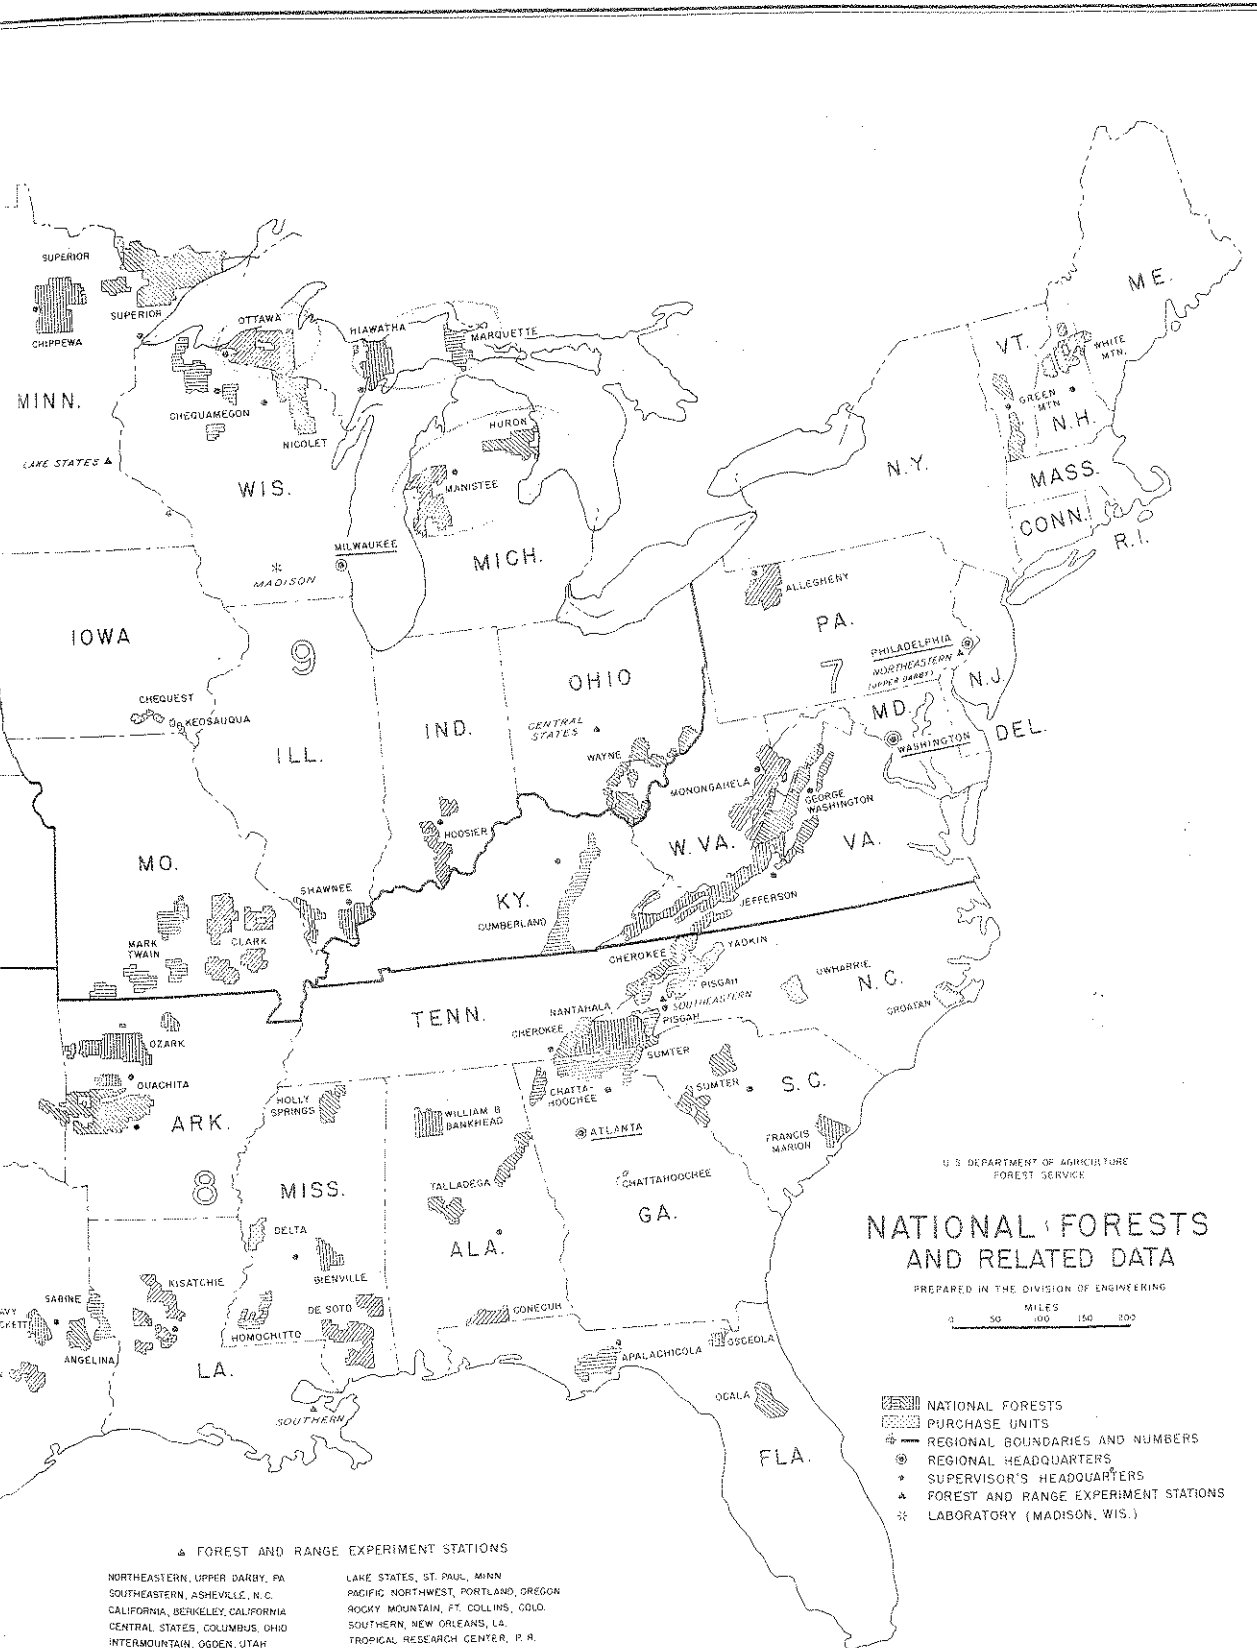 SUPERIOR
CHIPPEWA
SUPERIOR
OTTAWA
HIAWATHA
MARQUETTE
MINN.
CHEQUAMEGON
NICOLET
HURON
MANISTEE
LAKE STATES
WIS.
MILWAUKEE
MADISON
MICH.
ME.
VT.
WHITE
MTN.
GREEN
MTN
N.H.
N.Y.
MASS.
CONN.
R.I.
ALLEGHENY
PA.
PHILADELPHIA
NORTHEASTERN
(UPPER DARBY)
7
N.J.
MD.
WASHINGTON
DEL.
IOWA
9
CHEQUEST
KEOSAUQUA
ILL.
IND.
OHIO
CENTRAL
STATES
WAYNE
MONONGAHELA
GEORGE
WASHINGTON
HOOSIER
W. VA.
VA.
MO.
SHAWNEE
KY.
CUMBERLAND
JEFFERSON
MARK
TWAIN
CLARK
CHEROKEE
YADKIN
PISGAH
SOUTHEASTERN
UWHARRIE
N.C.
CROATAN
NANTAHALA
PISGAH
TENN.
CHEROKEE
OZARK
SUMTER
OUACHITA
CHATTA-
HOOCHEE
SUMTER
S.C.
HOLLY
SPRINGS
WILLIAM B
BANKHEAD
ARK.
ATLANTA
FRANCIS
MARION
8
MISS.
TALLADEGA
CHATTAHOOCHEE
GA.
DELTA
ALA.
BIENVILLE
KISATCHIE
SABINE
DE SOTO
CONECUH
HOMOCHITTO
ANGELINA
LA.
APALACHICOLA
OSCEOLA
OCALA
SOUTHERN
FLA.
U S DEPARTMENT OF AGRICULTURE
FOREST SERVICE
NATIONAL FORESTS
AND RELATED DATA
PREPARED IN THE DIVISION OF ENGINEERING
MILES
0 50 100 150 200
NATIONAL FORESTS
PURCHASE UNITS
REGIONAL BOUNDARIES AND NUMBERS
REGIONAL HEADQUARTERS
SUPERVISOR'S HEADQUARTERS
FOREST AND RANGE EXPERIMENT STATIONS
LABORATORY (MADISON, WIS.)
FOREST AND RANGE EXPERIMENT STATIONS
NORTHEASTERN, UPPER DARBY, PA
SOUTHEASTERN, ASHEVILLE, N.C.
CALIFORNIA, BERKELEY, CALIFORNIA
CENTRAL STATES, COLUMBUS, OHIO
INTERMOUNTAIN, OGDEN, UTAH
LAKE STATES, ST. PAUL, MINN
PACIFIC NORTHWEST, PORTLAND, OREGON
ROCKY MOUNTAIN, FT. COLLINS, COLO.
SOUTHERN, NEW ORLEANS, LA.
TROPICAL RESEARCH CENTER, P. R.